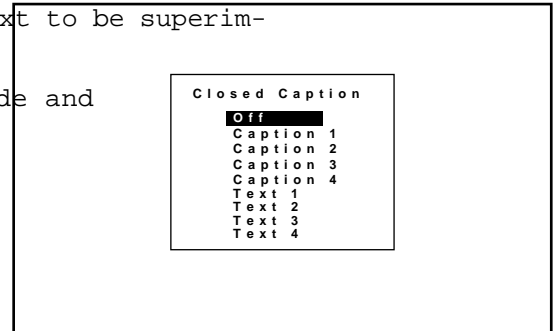 xt to be superim-
de and
Closed Caption
Off
Caption 1
Caption 2
Caption 3
Caption 4
Text 1
Text 2
Text 3
Text 4